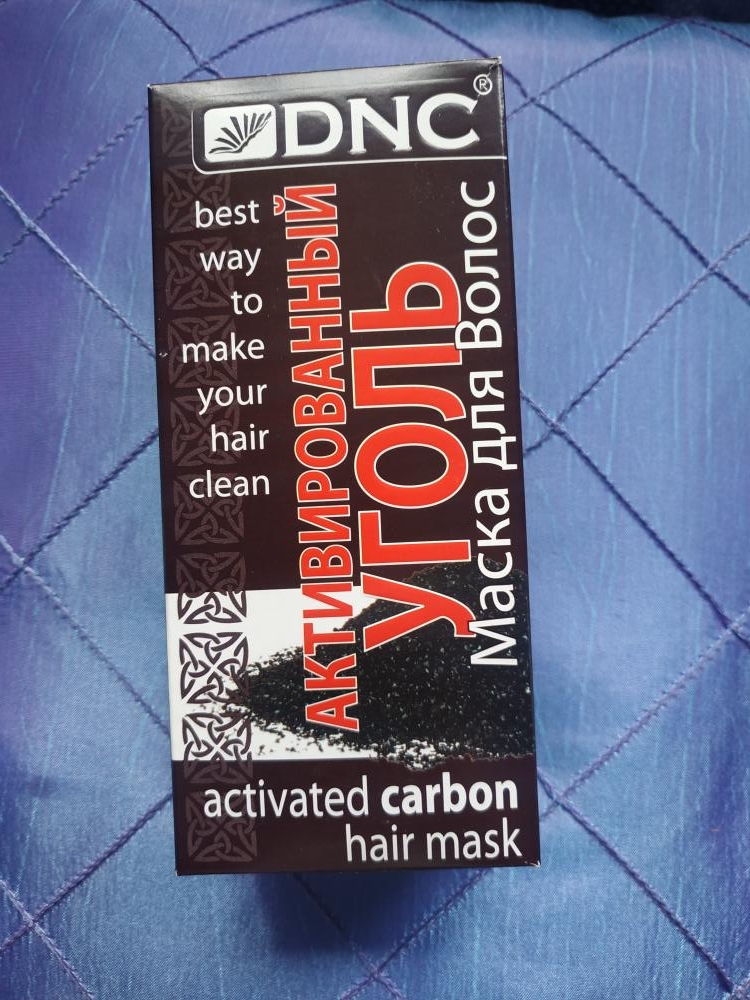 DNC®
best
way
to
make
your
hair
clean
АКТИВИРОВАННЫЙ
УГОЛЬ
Маска для Волос
activated carbon
hair mask